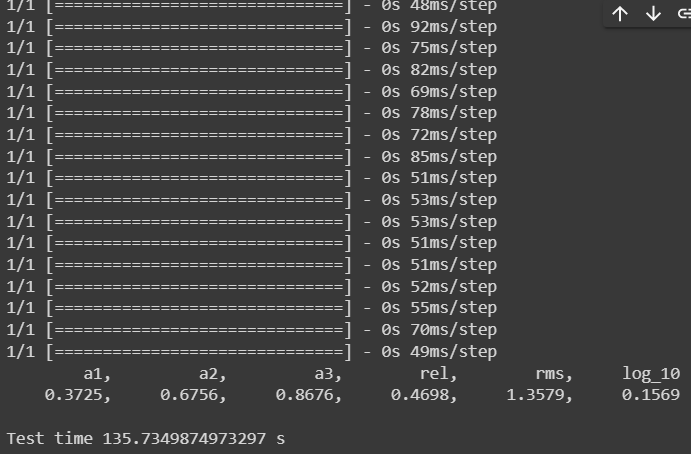 1/1 [==============================] - 0s 48ms/step
1/1 [==============================] - 0s 92ms/step
1/1 [==============================] - 0s 75ms/step
1/1 [==============================] - 0s 82ms/step
1/1 [==============================] - 0s 69ms/step
1/1 [==============================] - 0s 78ms/step
1/1 [==============================] - 0s 72ms/step
1/1 [==============================] - 0s 85ms/step
1/1 [==============================] - 0s 51ms/step
1/1 [==============================] - 0s 53ms/step
1/1 [==============================] - 0s 53ms/step
1/1 [==============================] - 0s 51ms/step
1/1 [==============================] - 0s 51ms/step
1/1 [==============================] - 0s 52ms/step
1/1 [==============================] - 0s 55ms/step
1/1 [==============================] - 0s 70ms/step
1/1 [==============================] - 0s 49ms/step
a1, a2, a3, rel, rms, log_10
0.3725, 0.6756, 0.8676, 0.4698, 1.3579, 0.1569
Test time 135.7349874973297 s